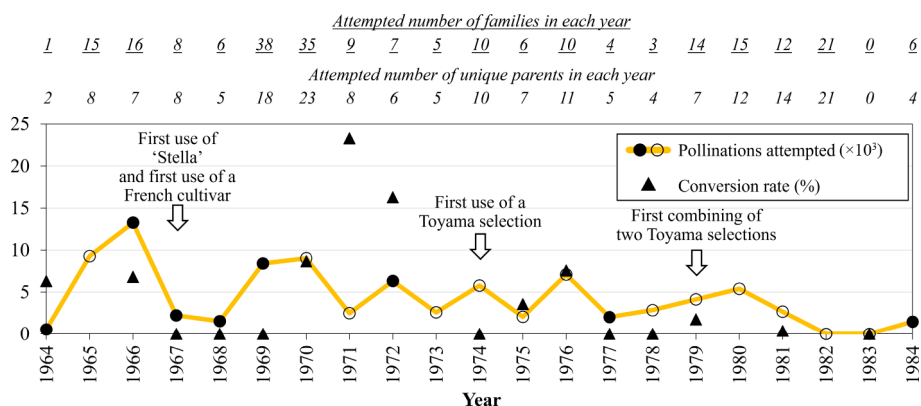 Attempted number of families in each year
1 15 16 8 6 38 35 9 7 5 10 6 10 4 3 14 15 12 21 0 6
Attempted number of unique parents in each year
2 8 7 8 5 18 23 8 6 5 10 7 11 5 4 7 12 14 21 0 4
25
20
15
10
5
0
First use of
‘Stella’
and first use of a
French cultivar
First use of a
Toyama selection
First combining of
two Toyama selections
Pollinations attempted (×10³)
Conversion rate (%)
1964 1965 1966 1967 1968 1969 1970 1971 1972 1973 1974 1975 1976 1977 1978 1979 1980 1981 1982 1983 1984
Year